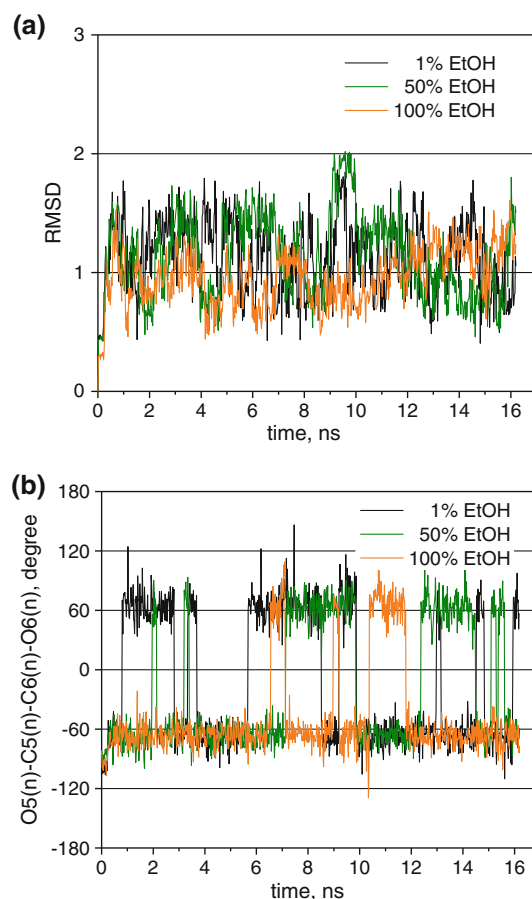 (a)
3
2
1
0
RMSD
1% EtOH
50% EtOH
100% EtOH
0 2 4 6 8 10 12 14 16
time, ns
(b)
180
120
60
0
-60
-120
-180
O5(n)-C5(n)-C6(n)-O6(n), degree
1% EtOH
50% EtOH
100% EtOH
0 2 4 6 8 10 12 14 16
time, ns